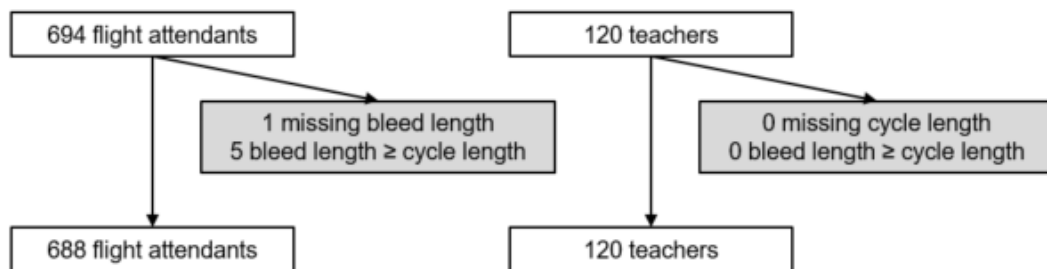 694 flight attendants
120 teachers
1 missing bleed length
5 bleed length ≥ cycle length
0 missing cycle length
0 bleed length ≥ cycle length
688 flight attendants
120 teachers